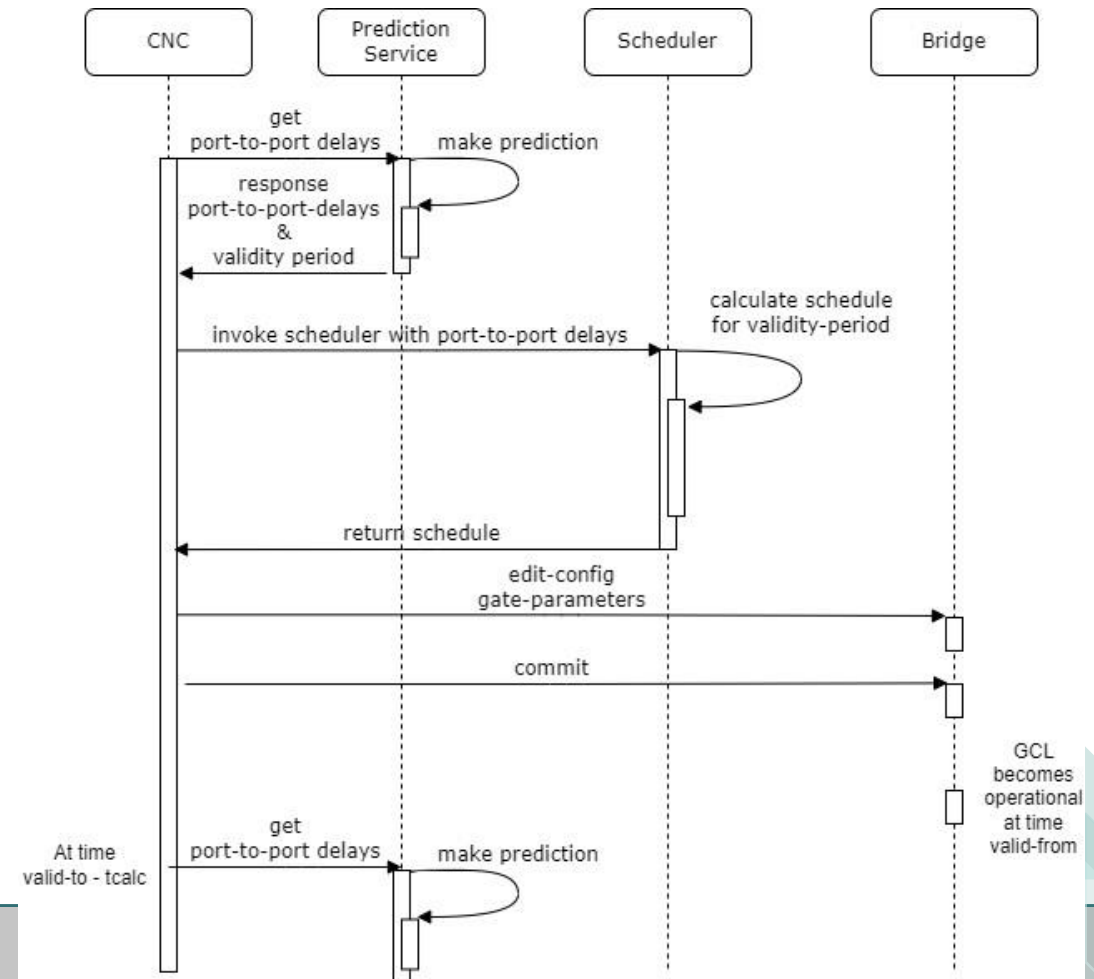 CNC
Prediction
Service
Scheduler
Bridge
get
port-to-port delays
make prediction
response
port-to-port-delays
&
validity period
calculate schedule
for validity-period
invoke scheduler with port-to-port delays
return schedule
edit-config
gate-parameters
commit
GCL
becomes
operational
at time
valid-from
get
port-to-port delays
make prediction
At time
valid-to - tcalc